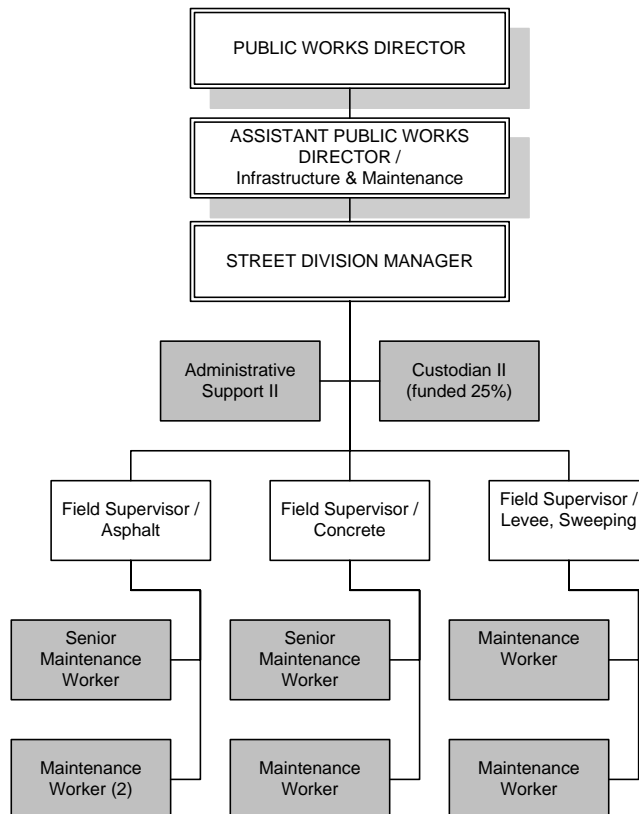 PUBLIC WORKS DIRECTOR
ASSISTANT PUBLIC WORKS
DIRECTOR /
Infrastructure & Maintenance
STREET DIVISION MANAGER
Administrative
Support II
Custodian II
(funded 25%)
Field Supervisor /
Asphalt
Field Supervisor /
Concrete
Field Supervisor /
Levee, Sweeping
Senior
Maintenance
Worker
Senior
Maintenance
Worker
Maintenance
Worker
Maintenance
Worker (2)
Maintenance
Worker
Maintenance
Worker